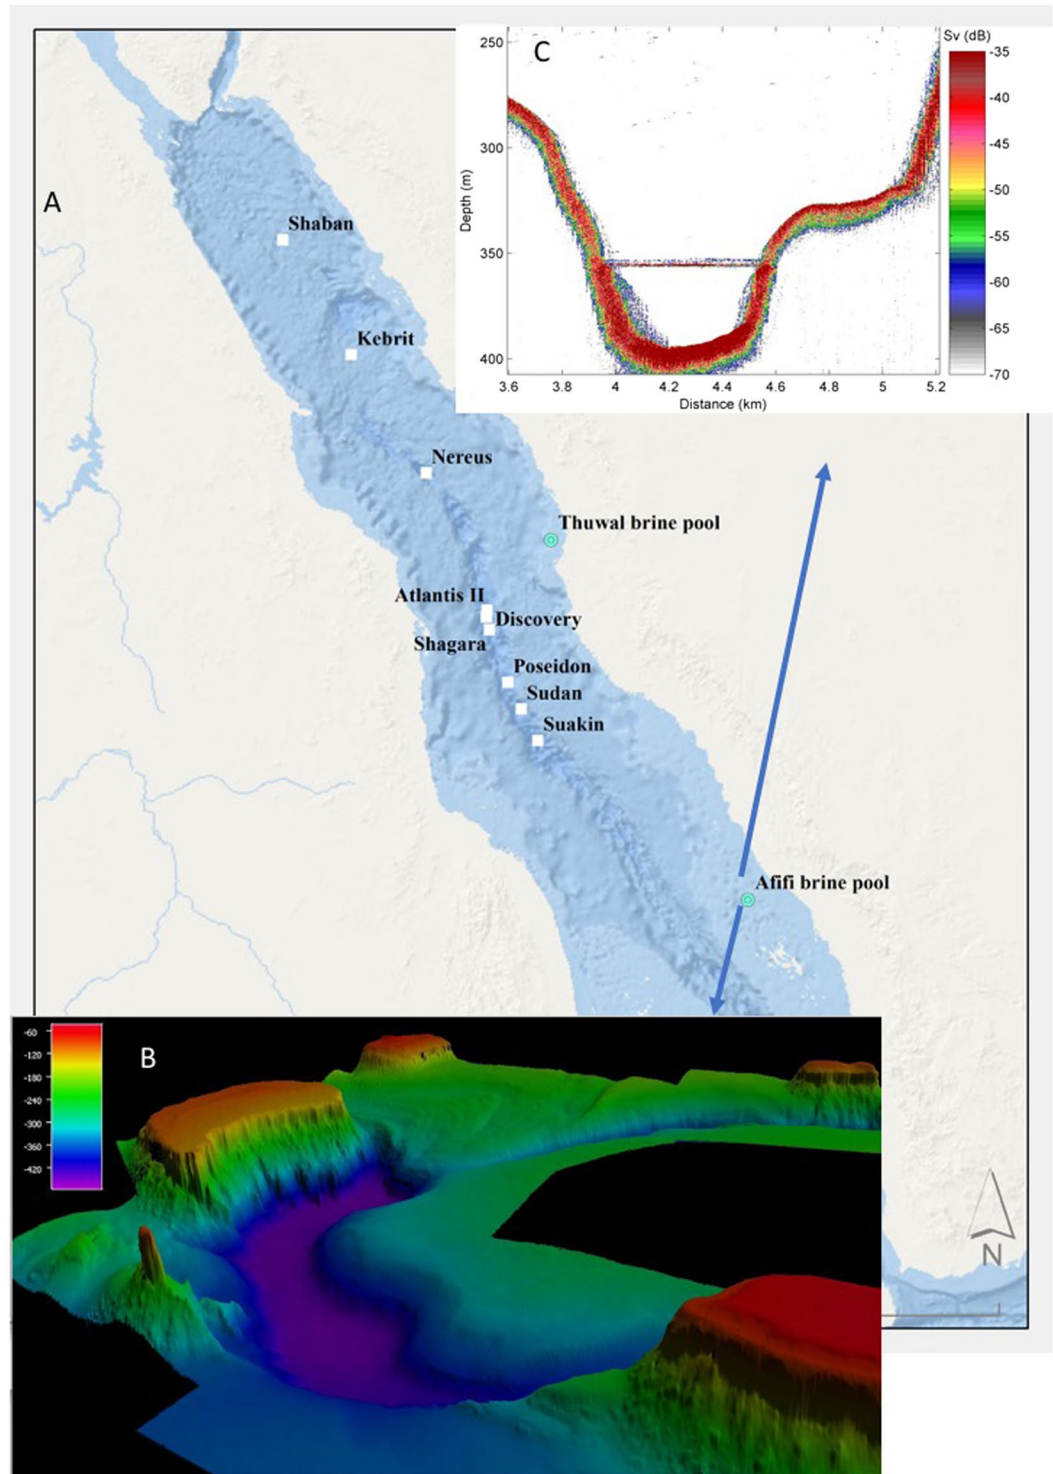 A
Shaban
Kebrit
Nereus
Thuwal brine pool
Atlantis II
Discovery
Shagara
Poseidon
Sudan
Suakin
Afifi brine pool
N
C
Sv (dB)
250
300
350
400
Depth (m)
3.6 3.8 4 4.2 4.4 4.6 4.8 5 5.2
Distance (km)
-35
-40
-45
-50
-55
-60
-65
-70
B
-60
-120
-180
-240
-300
-360
-420